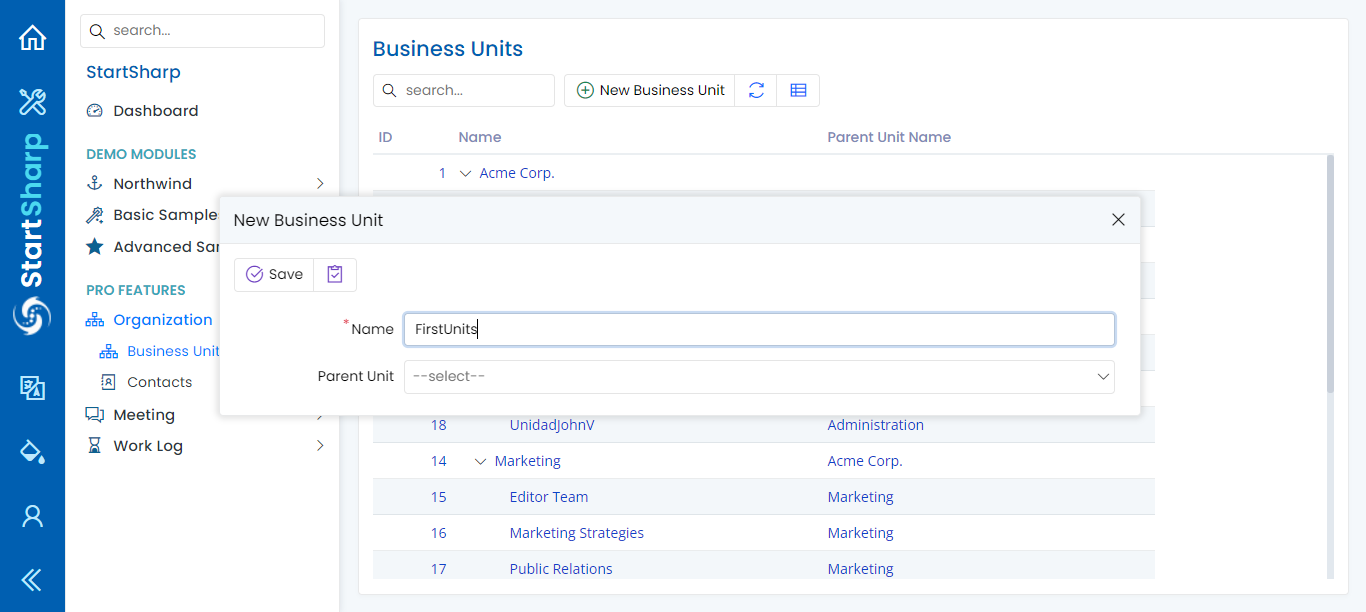 search...
StartSharp
Dashboard
DEMO MODULES
Northwind
Basic Sample
Advanced Sar
PRO FEATURES
Organization
Business Unit
Contacts
Meeting
Work Log
StartSharp
Business Units
search...
New Business Unit
ID Name Parent Unit Name
1 Acme Corp.
New Business Unit
Save
* Name FirstUnits
Parent Unit --select--
18 UnidadJohnV Administration
14 Marketing Acme Corp.
15 Editor Team Marketing
16 Marketing Strategies Marketing
17 Public Relations Marketing